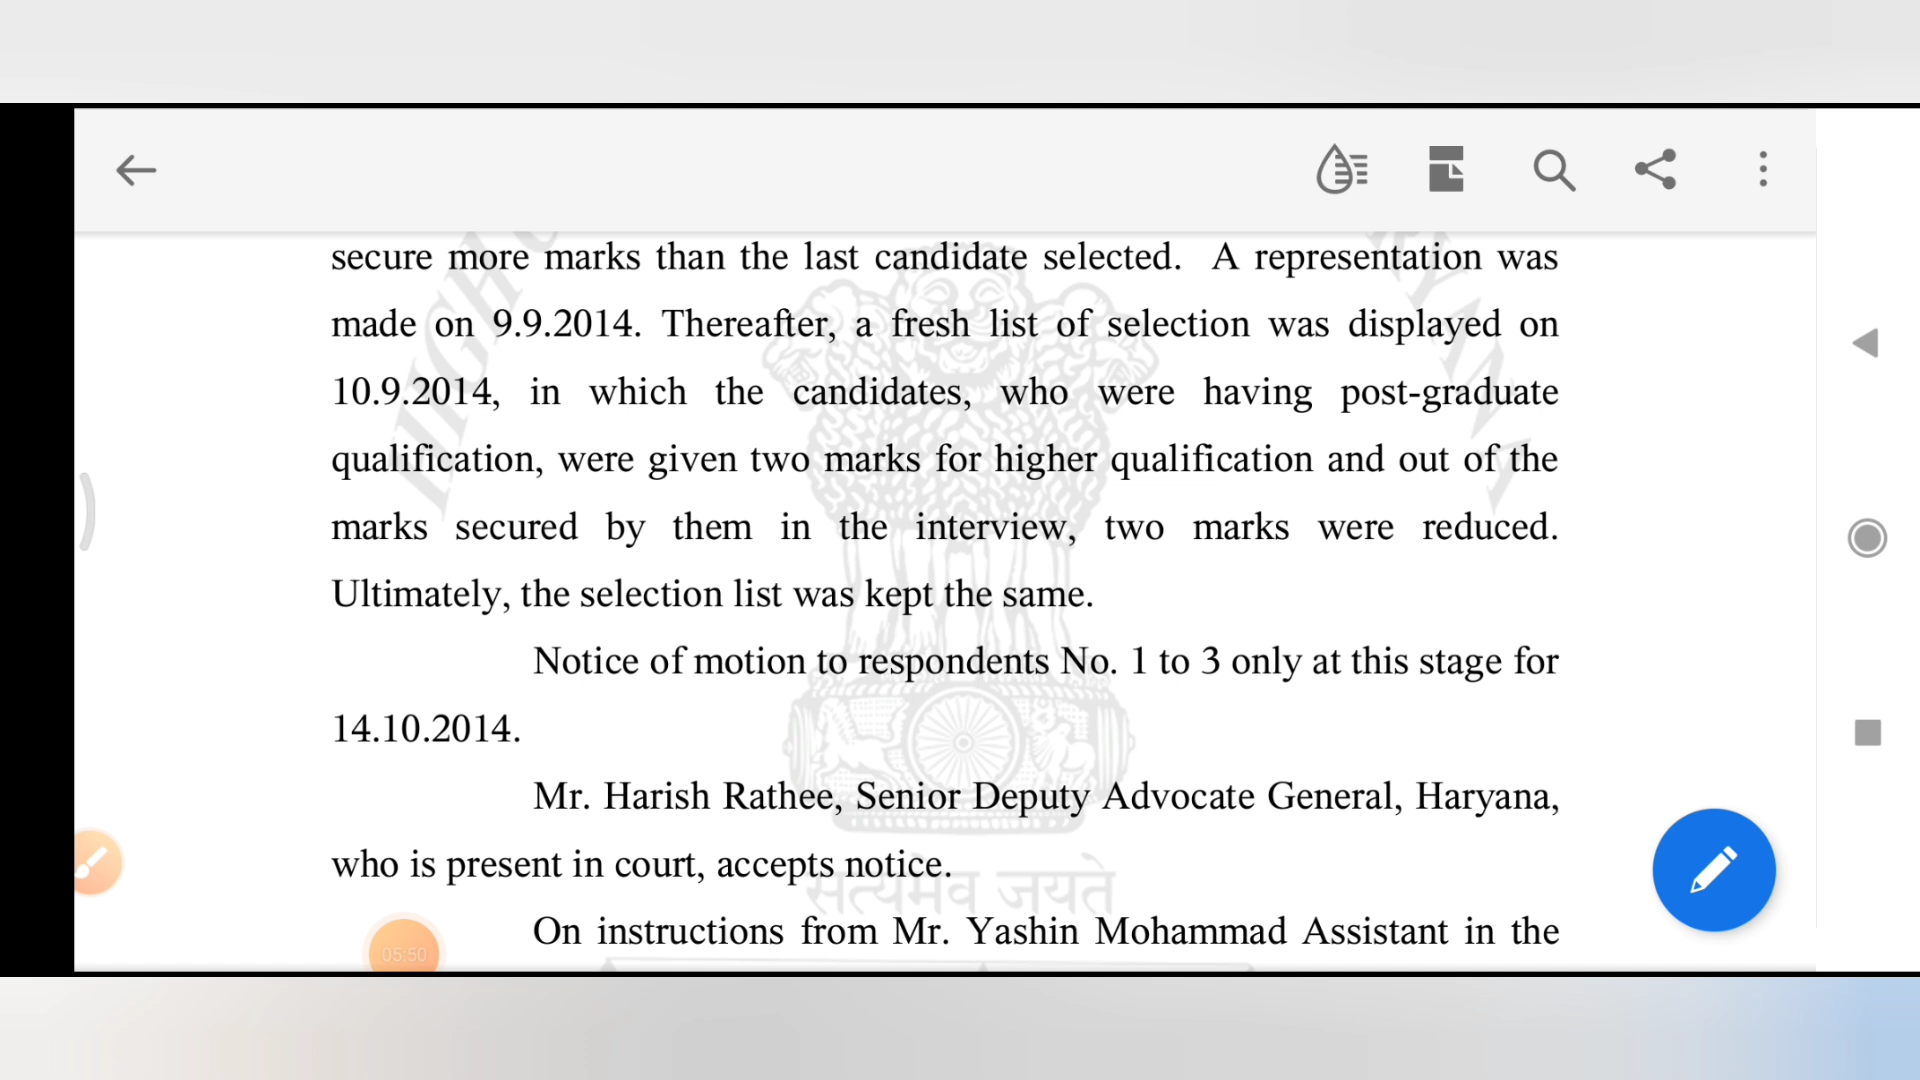 secure more marks than the last candidate selected. A representation was
made on 9.9.2014. Thereafter, a fresh list of selection was displayed on
10.9.2014, in which the candidates, who were having post-graduate
qualification, were given two marks for higher qualification and out of the
marks secured by them in the interview, two marks were reduced.
Ultimately, the selection list was kept the same.
Notice of motion to respondents No. 1 to 3 only at this stage for
14.10.2014.
Mr. Harish Rathee, Senior Deputy Advocate General, Haryana,
who is present in court, accepts notice.
सत्यमेव जयते
On instructions from Mr. Yashin Mohammad Assistant in the
05:50